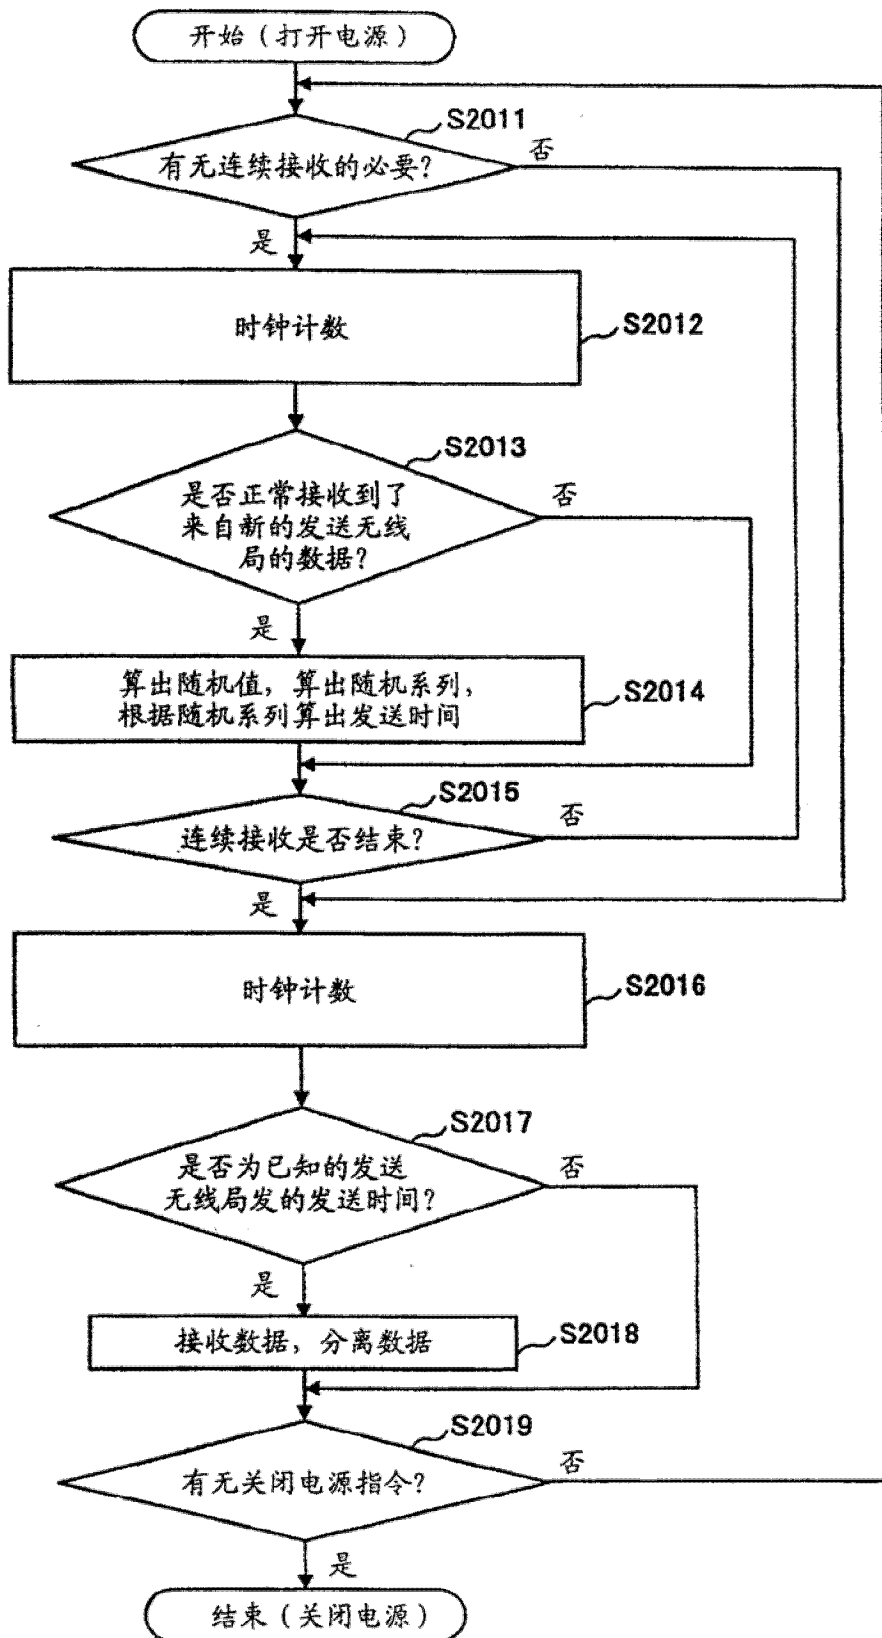 开始（打开电源）
S2011
有无连续接收的必要？
否
是
时钟计数
S2012
S2013
是否正常接收到了
来自新的发送无线
局的数据？
否
是
算出随机值，算出随机系列，
根据随机系列算出发送时间
S2014
S2015
连续接收是否结束？
否
是
时钟计数
S2016
S2017
是否为已知的发送
无线局发的发送时间？
否
是
接收数据，分离数据
S2018
S2019
有无关闭电源指令？
否
是
结束（关闭电源）